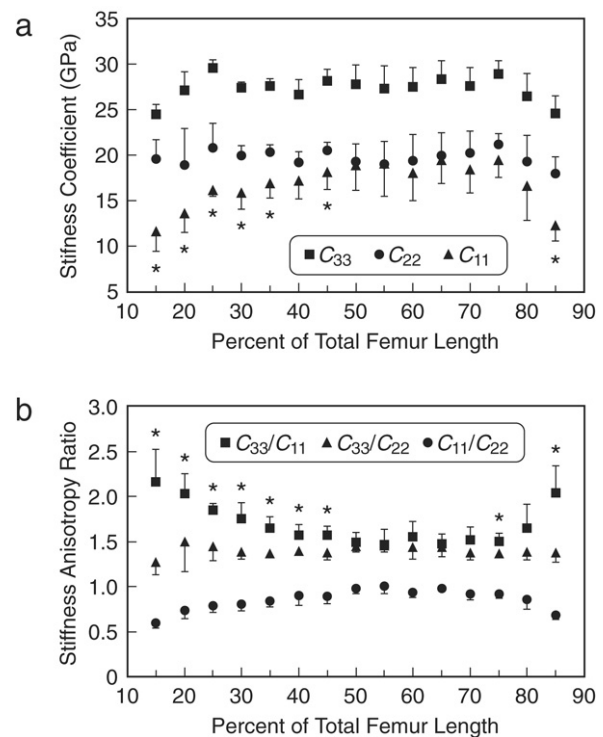 a
35
30
25
20
15
10
5
Stiffness Coefficient (GPa)
* * * * * * *
C33 C22 C11
10 20 30 40 50 60 70 80 90
Percent of Total Femur Length
b
3.0
2.5
2.0
1.5
1.0
0.5
0
Stiffness Anisotropy Ratio
C33/C11 C33/C22 C11/C22
* * * * * * * * *
10 20 30 40 50 60 70 80 90
Percent of Total Femur Length